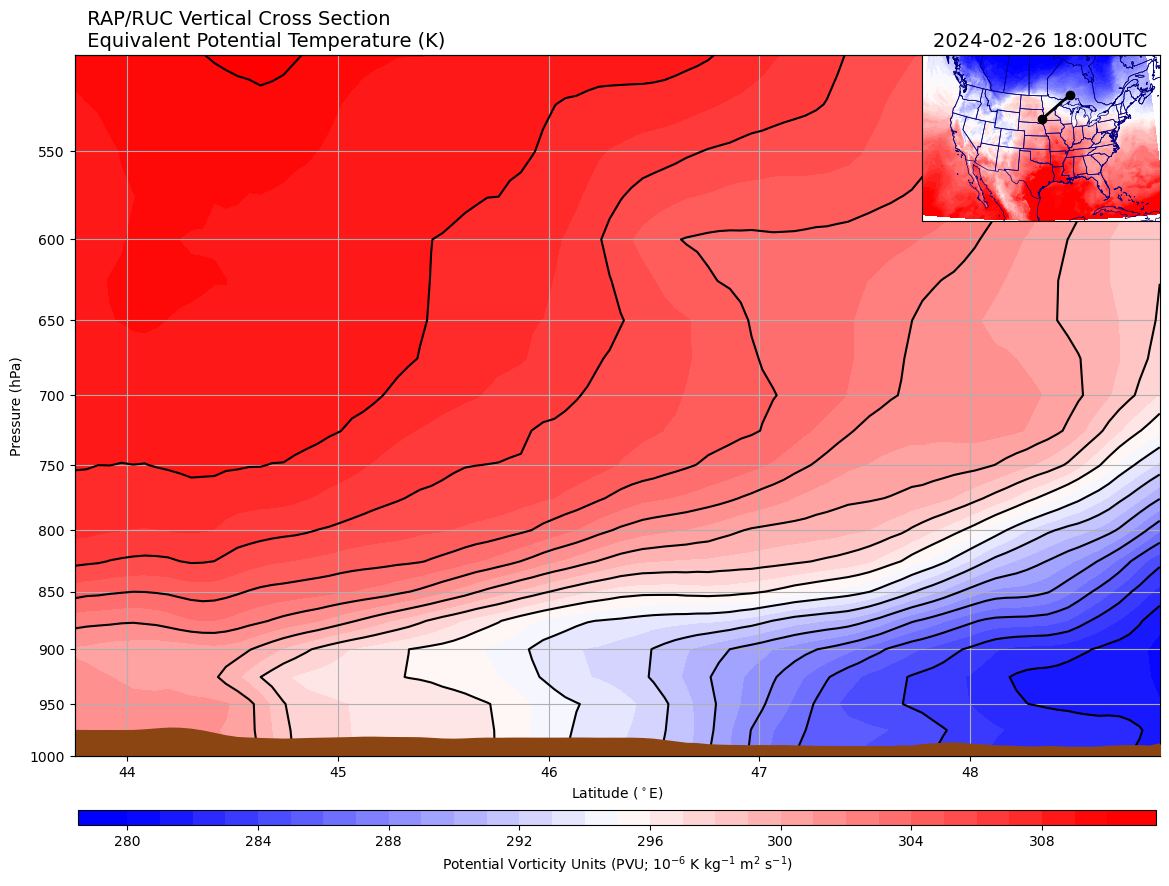 RAP/RUC Vertical Cross Section
Equivalent Potential Temperature (K)
2024-02-26 18:00UTC
550
600
650
700
750
800
850
900
950
1000
Pressure (hPa)
44 45 46 47 48
Latitude (˚E)
280 284 288 292 296 300 304 308
Potential Vorticity Units (PVU; 10⁻⁶ K kg⁻¹ m² s⁻¹)